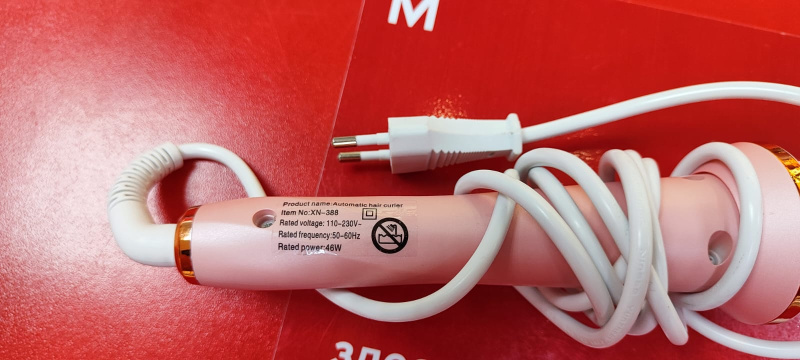 М
Product name:Automatic hair curler
Item No:XN-388
Rated voltage: 110-230V~
Rated frequency:50-60Hz
Rated power:46W